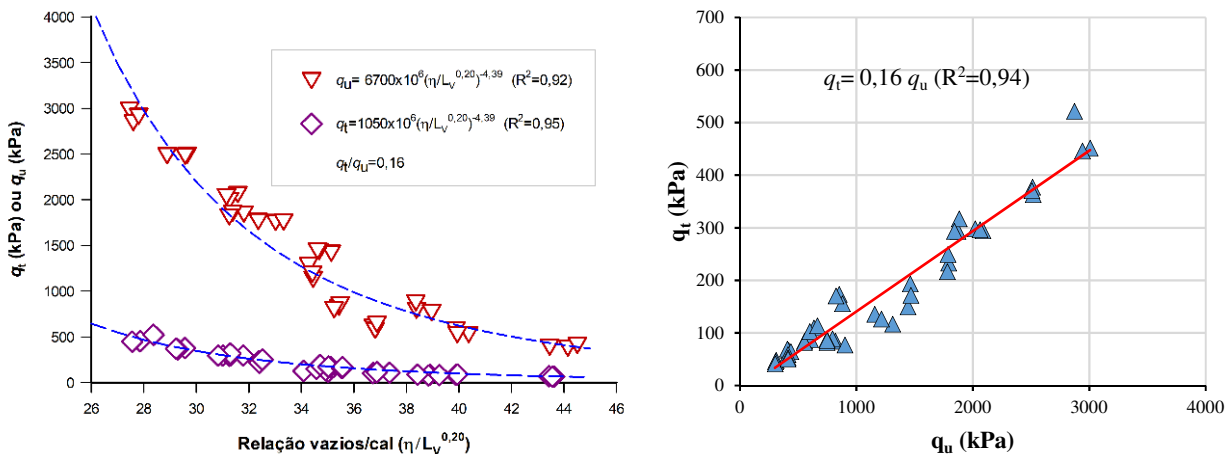 4000
3500
3000
2500
2000
1500
1000
500
0
q_t (kPa) ou q_u (kPa)
q_u= 6700x10^6(η/L_v^0,20)^-4,39 (R²=0,92)
q_t=1050x10^6(η/L_v^0,20)^-4,39 (R²=0,95)
q_t/q_u=0,16
26 28 30 32 34 36 38 40 42 44 46
Relação vazios/cal (η/L_v^0,20)
700
600
500
400
300
200
100
0
q_t (kPa)
q_t= 0,16 q_u (R²=0,94)
0 1000 2000 3000 4000
q_u (kPa)